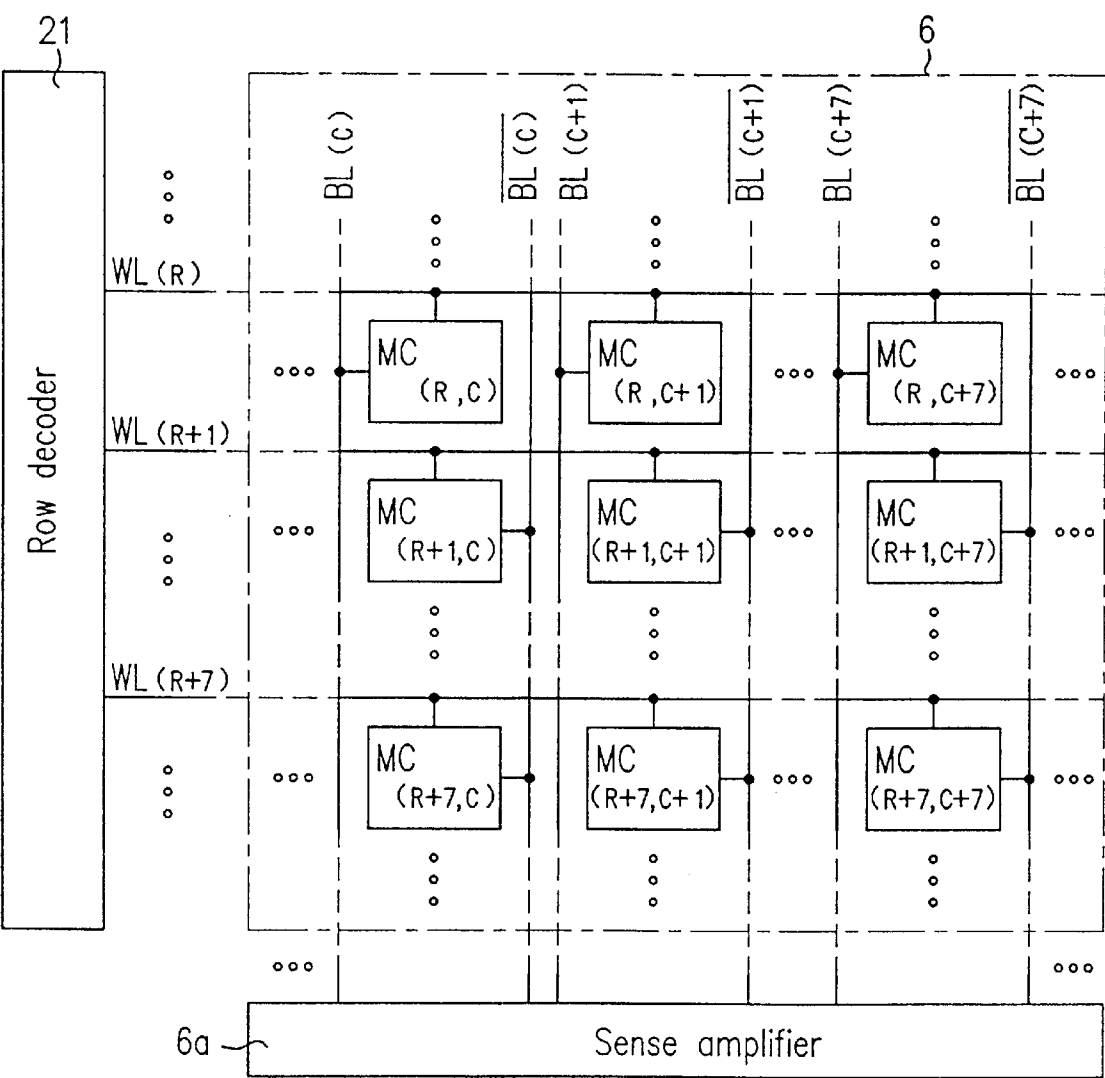 21
6
BL(C)
BL(C)
BL(C+1)
BL(C+1)
BL(C+7)
BL(C+7)
WL(R)
MC
(R,C)
MC
(R,C+1)
MC
(R,C+7)
WL(R+1)
MC
(R+1,C)
MC
(R+1,C+1)
MC
(R+1,C+7)
Row decoder
WL(R+7)
MC
(R+7,C)
MC
(R+7,C+1)
MC
(R+7,C+7)
6a
Sense amplifier